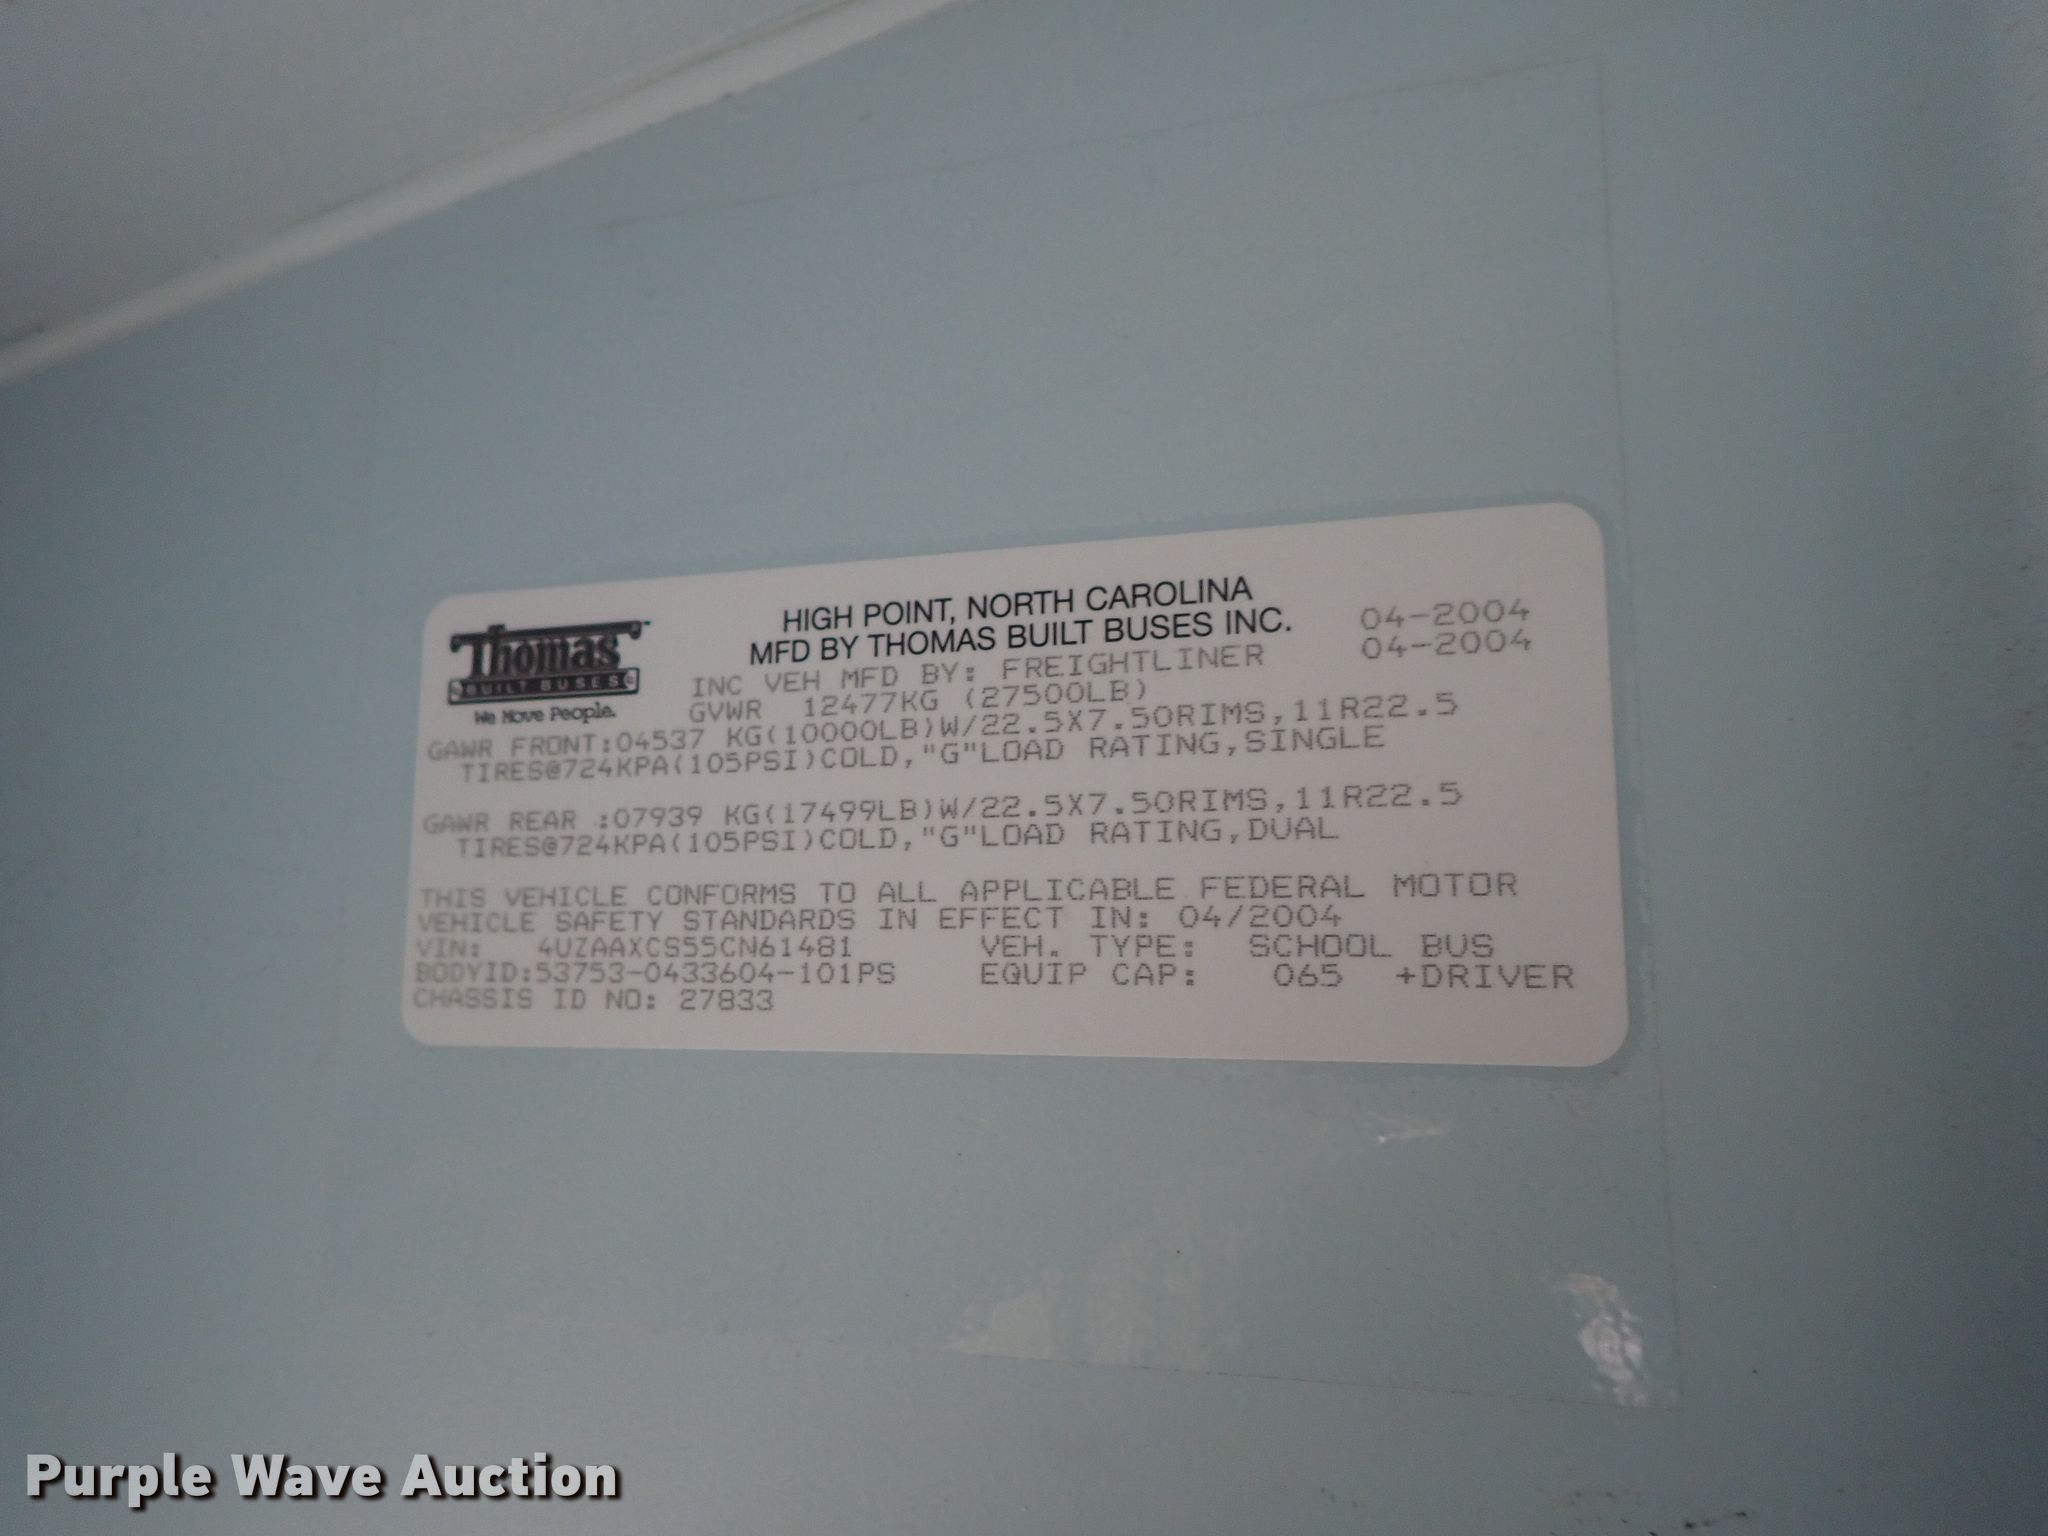 Thomas
BUILT BUSES
We Move People.
HIGH POINT, NORTH CAROLINA
MFD BY THOMAS BUILT BUSES INC. 04-2004
INC VEH MFD BY: FREIGHTLINER 04-2004
GVWR 12477KG (27500LB)
GAWR FRONT:04537 KG(10000LB)W/22.5X7.50RIMS,11R22.5
TIRES@724KPA(105PSI)COLD,"G"LOAD RATING,SINGLE
GAWR REAR :07939 KG(17499LB)W/22.5X7.50RIMS,11R22.5
TIRES@724KPA(105PSI)COLD,"G"LOAD RATING,DUAL
THIS VEHICLE CONFORMS TO ALL APPLICABLE FEDERAL MOTOR
VEHICLE SAFETY STANDARDS IN EFFECT IN: 04/2004
VIN: 4UZAAXCS55CN61481 VEH. TYPE: SCHOOL BUS
BODYID:53753-0433604-101PS EQUIP CAP: 065 +DRIVER
CHASSIS ID NO: 27833
Purple Wave Auction